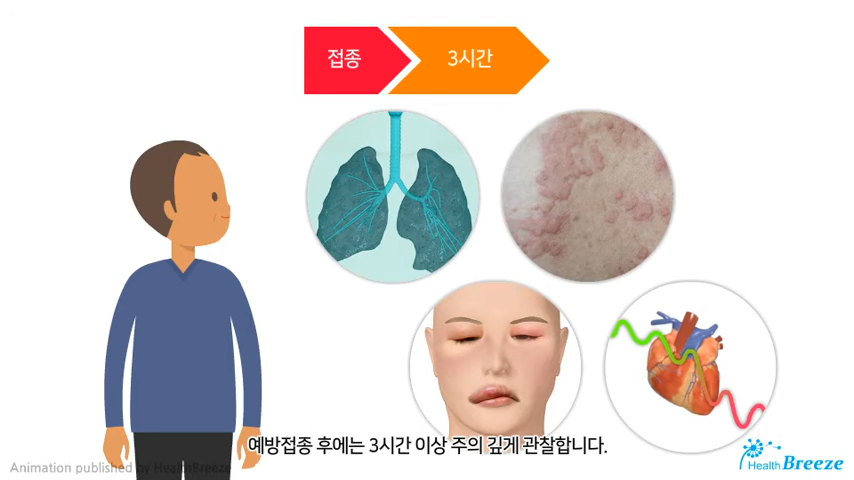 접종
3시간
예방접종 후에는 3시간 이상 주의 깊게 관찰합니다.
Animation published by HealthBreeze
Health Breeze